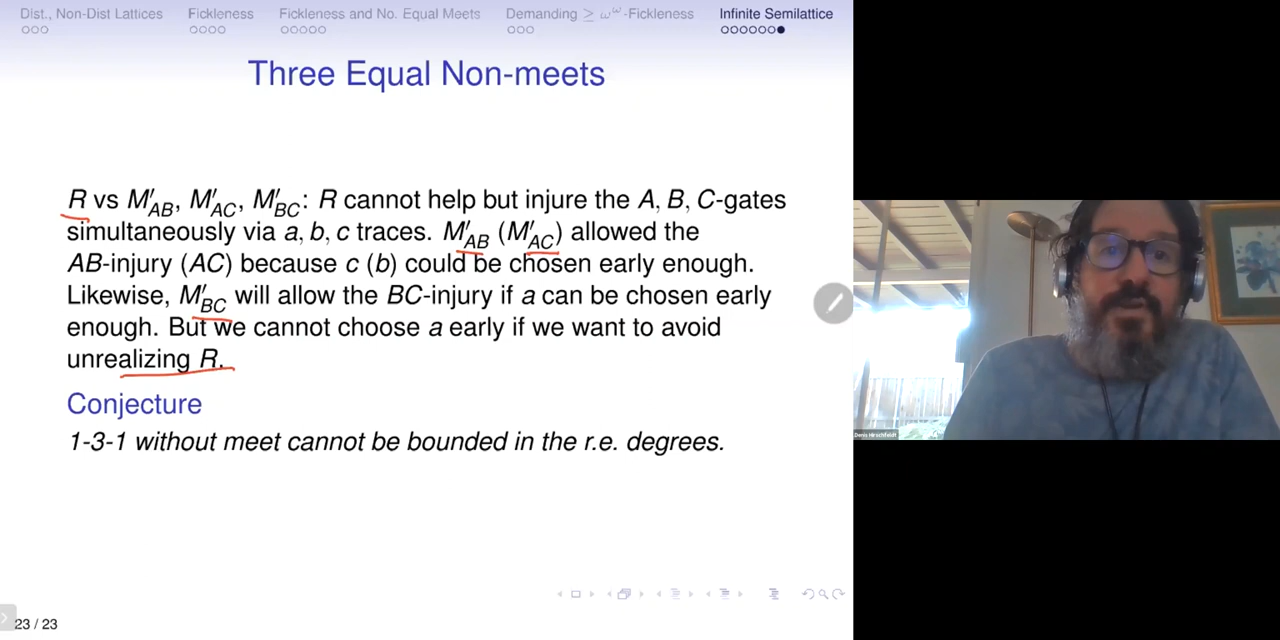 Dist., Non-Dist Lattices Fickleness Fickleness and No. Equal Meets Demanding ≥ ω^ω-Fickleness Infinite Semilattice
Three Equal Non-meets
R vs M′_AB, M′_AC, M′_BC: R cannot help but injure the A, B, C-gates
simultaneously via a, b, c traces. M′_AB (M′_AC) allowed the
AB-injury (AC) because c (b) could be chosen early enough.
Likewise, M′_BC will allow the BC-injury if a can be chosen early
enough. But we cannot choose a early if we want to avoid
unrealizing R.
Conjecture
1-3-1 without meet cannot be bounded in the r.e. degrees.
23 / 23
Denis Hirschfeldt